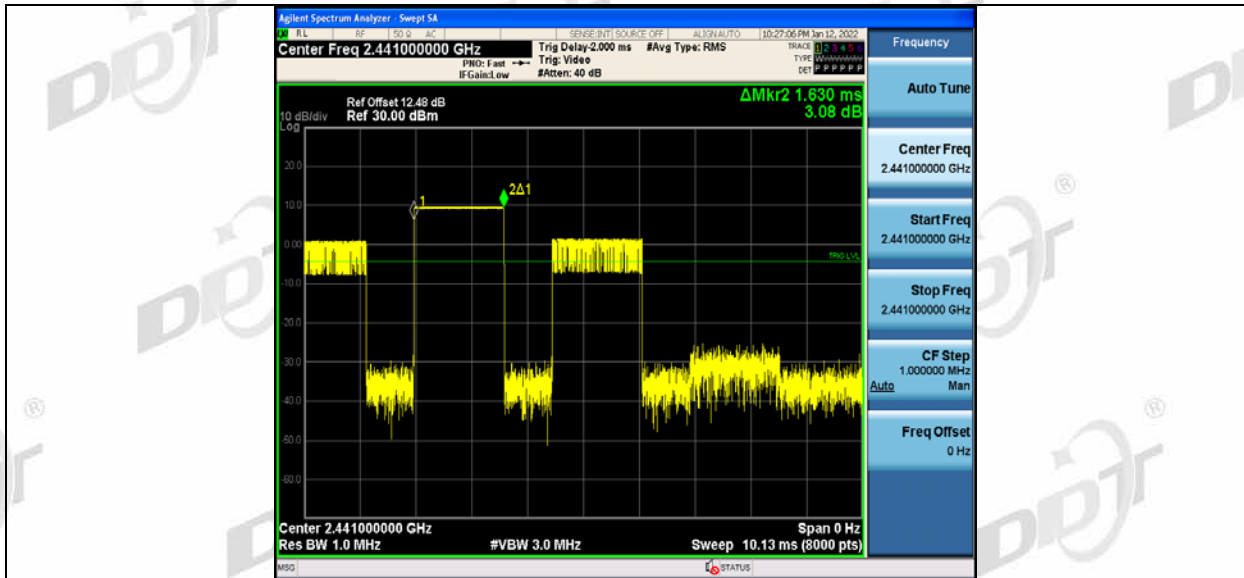 Agilent Spectrum Analyzer - Swept SA
RL RF 50 Ω AC SENSE:INT SOURCE OFF ALIGN AUTO 10:27:06 PM Jan 12, 2022
Center Freq 2.441000000 GHz Trig Delay-2.000 ms #Avg Type: RMS TRACE 1 2 3 4 5 6
PNO: Fast Trig: Video TYPE
IFGain:Low #Atten: 40 dB DET P P P P P P
Frequency
Auto Tune
Center Freq
2.441000000 GHz
Start Freq
2.441000000 GHz
Stop Freq
2.441000000 GHz
CF Step
1.000000 MHz
Auto Man
Freq Offset
0 Hz
ΔMkr2 1.630 ms
3.08 dB
Ref Offset 12.48 dB
10 dB/div Ref 30.00 dBm
Log
20.0
10.0
0.00
-10.0
-20.0
-30.0
-40.0
-50.0
-60.0
1
2Δ1
TRIG LVL
Center 2.441000000 GHz Span 0 Hz
Res BW 1.0 MHz #VBW 3.0 MHz Sweep 10.13 ms (8000 pts)
MSG STATUS
DDT
®